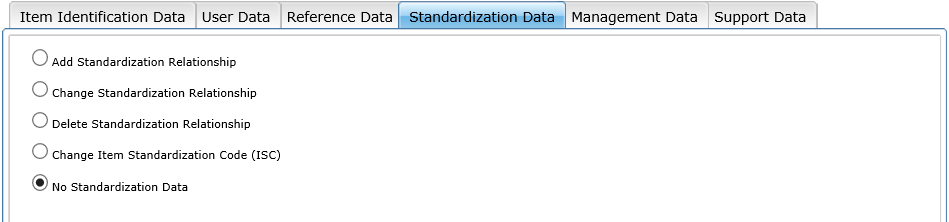 Item Identification Data User Data Reference Data Standardization Data Management Data Support Data
Add Standardization Relationship
Change Standardization Relationship
Delete Standardization Relationship
Change Item Standardization Code (ISC)
No Standardization Data